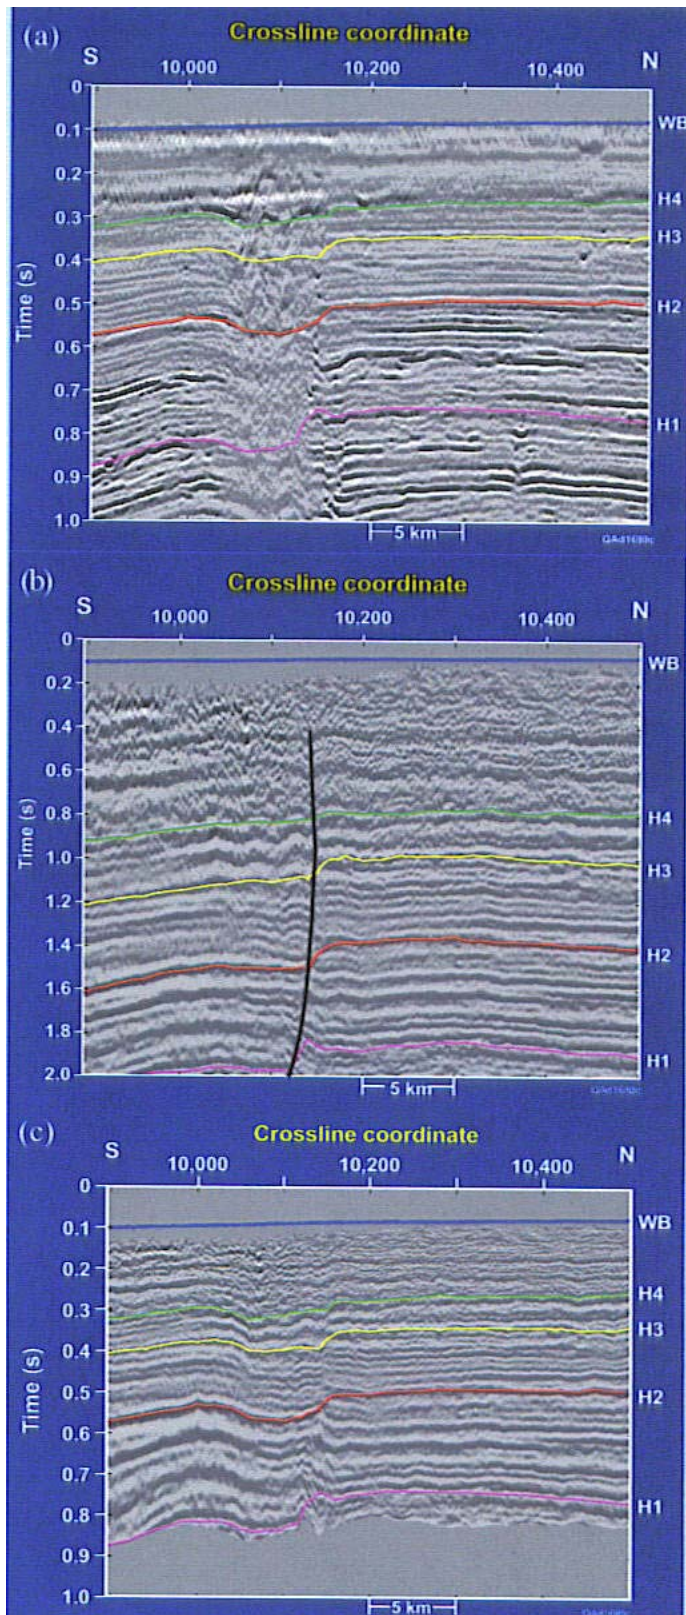 (a)
Crossline coordinate
S 10,000 10,200 10,400 N
0
0.1
0.2
0.3
0.4
0.5
0.6
0.7
0.8
0.9
1.0
Time (s)
WB
H4
H3
H2
H1
5 km
(b)
Crossline coordinate
S 10,000 10,200 10,400 N
0
0.2
0.4
0.6
0.8
1.0
1.2
1.4
1.6
1.8
2.0
Time (s)
WB
H4
H3
H2
H1
5 km
(c)
Crossline coordinate
S 10,000 10,200 10,400 N
0
0.1
0.2
0.3
0.4
0.5
0.6
0.7
0.8
0.9
1.0
Time (s)
WB
H4
H3
H2
H1
5 km